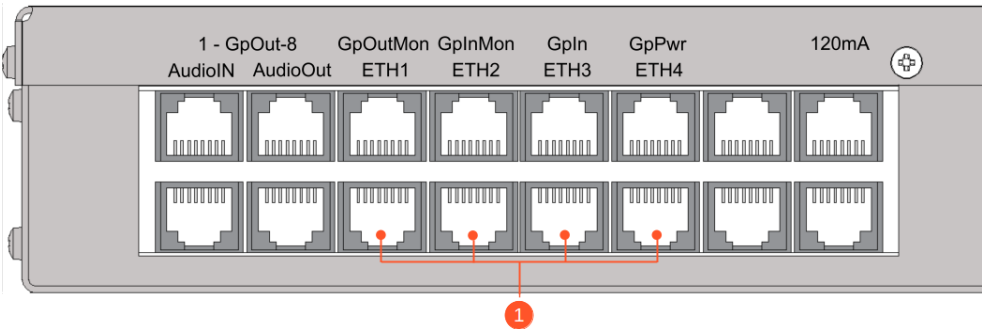 1 - GpOut-8 GpOutMon GpInMon GpIn GpPwr 120mA
AudioIN AudioOut ETH1 ETH2 ETH3 ETH4
1